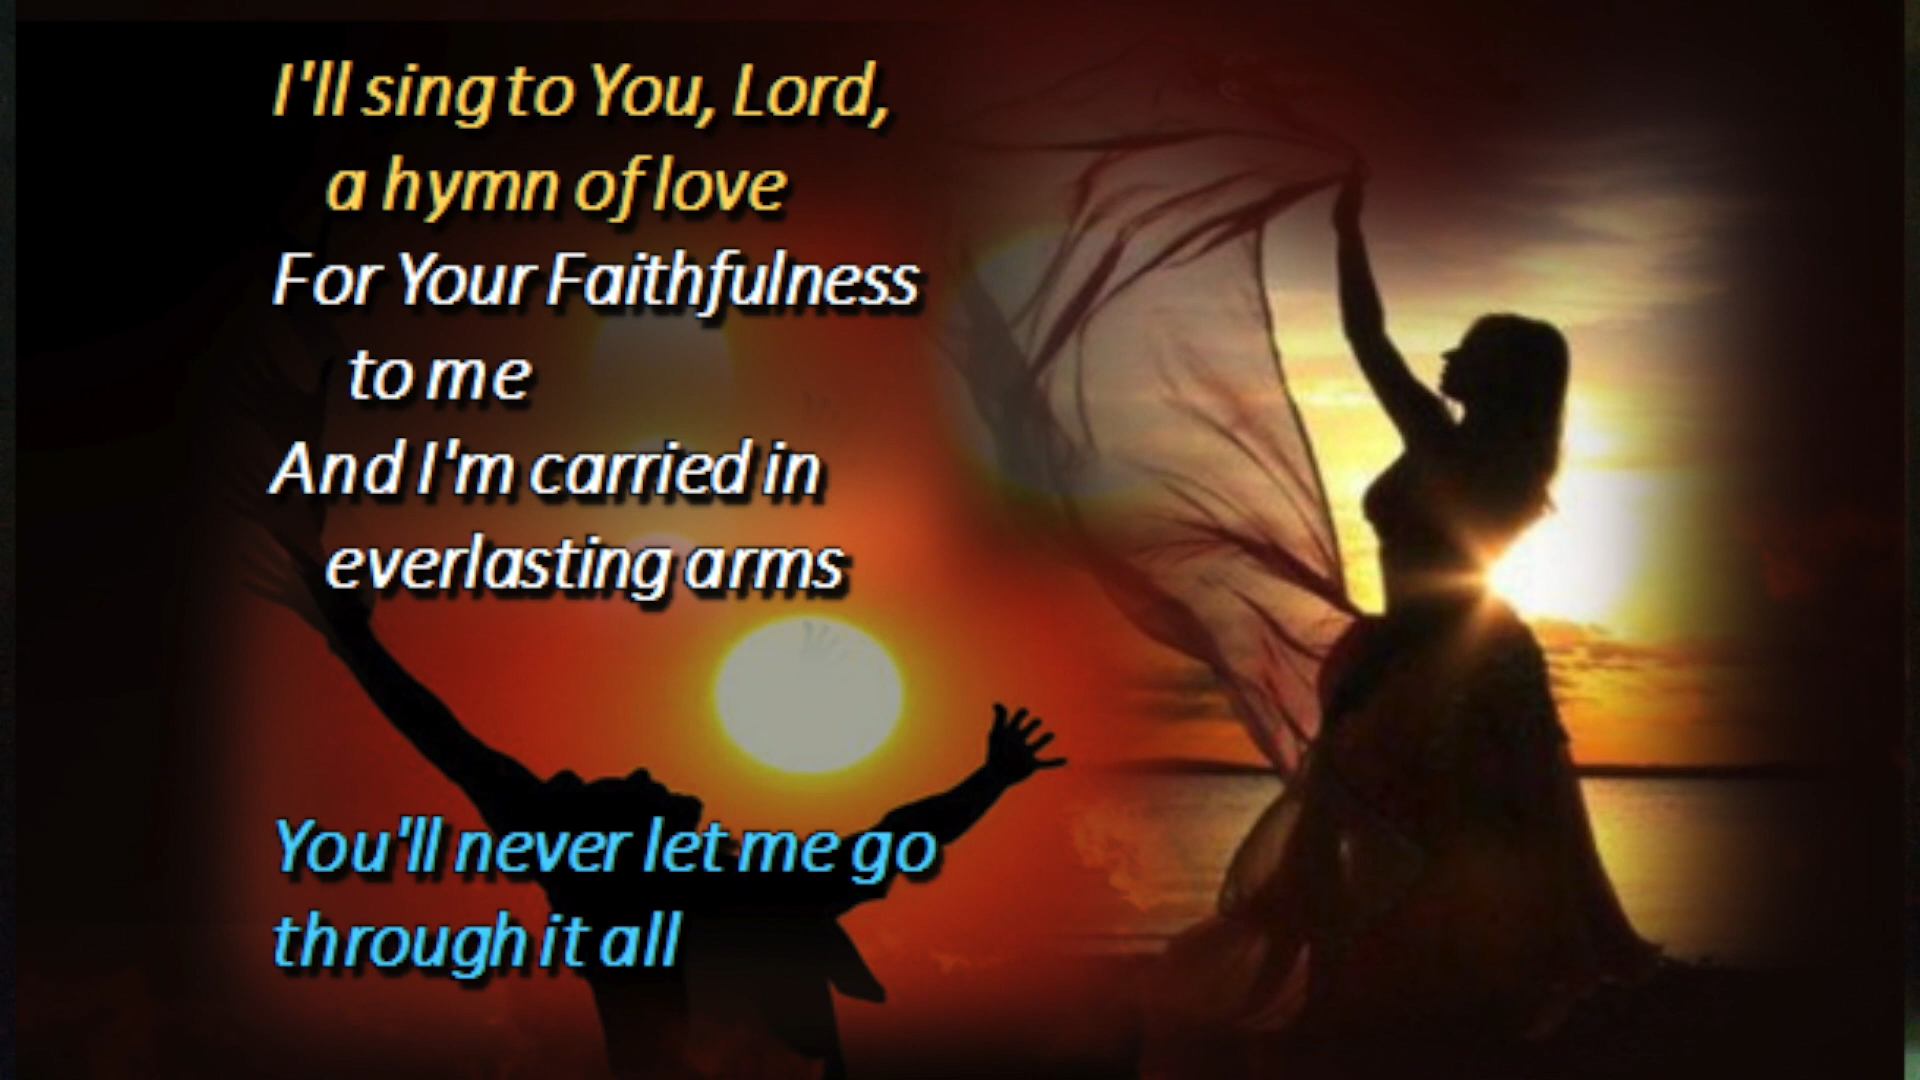 I'll sing to You, Lord,
a hymn of love
For Your Faithfulness
to me
And I'm carried in
everlasting arms
You'll never let me go
through it all